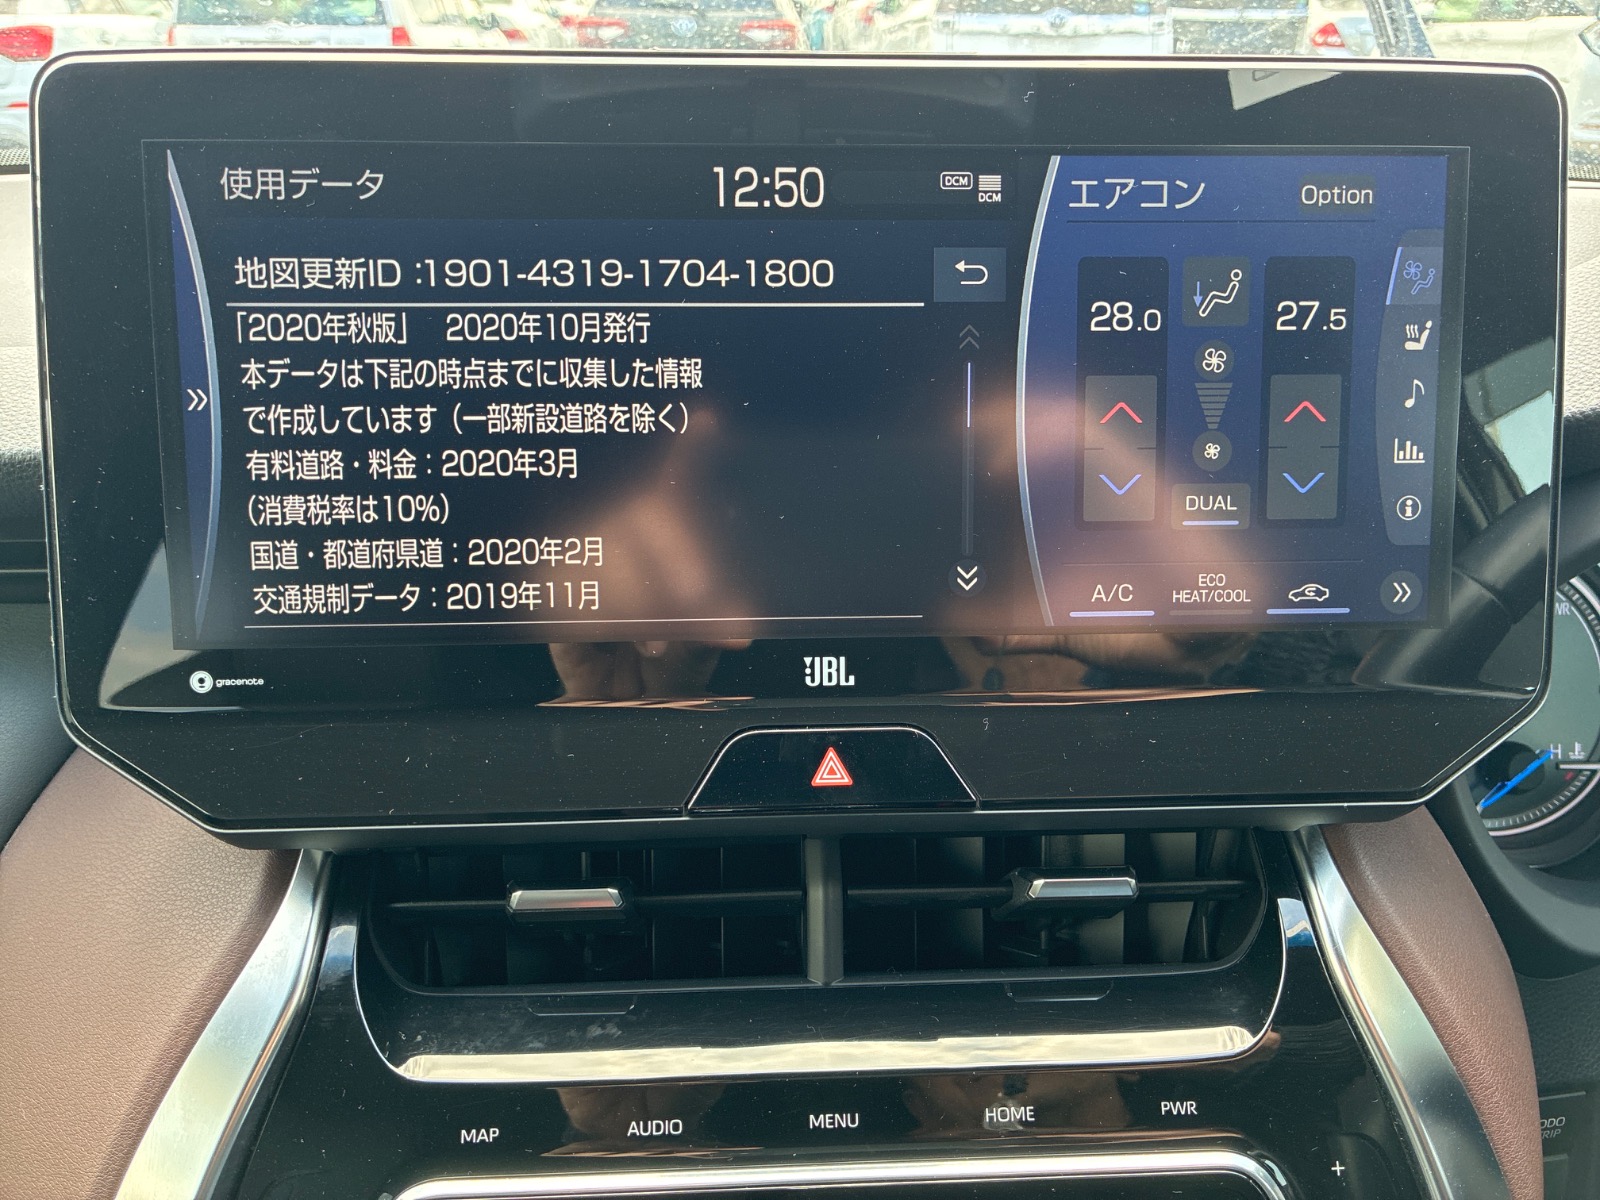 使用データ
12:50
DCM
DCM
地図更新ID :1901-4319-1704-1800
「2020年秋版」　2020年10月発行
本データは下記の時点までに収集した情報
で作成しています（一部新設道路を除く）
有料道路・料金：2020年3月
（消費税率は10%）
国道・都道府県道：2020年2月
交通規制データ：2019年11月
エアコン
Option
28.0
27.5
DUAL
A/C
ECO
HEAT/COOL
gracenote
JBL
H
MAP
AUDIO
MENU
HOME
PWR
+